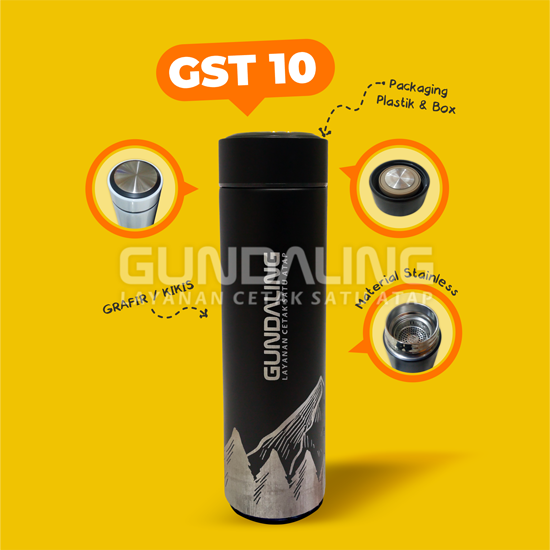 GST 10
Packaging
Plastik & Box
GUNDALING
LAYANAN CETAK SATU ATAP
GRAFIR / KIKIS
Material Stainless
GUNDALING
LAYANAN CETAK SATU ATAP